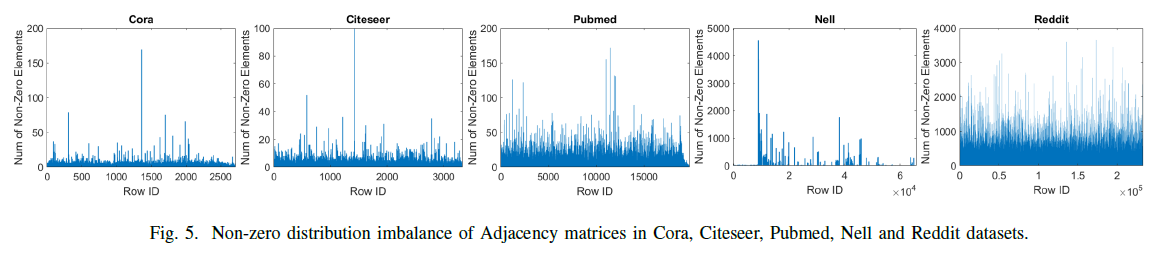 Cora
Num of Non-Zero Elements
200
150
100
50
0
0 500 1000 1500 2000 2500
Row ID
Citeseer
Num of Non-Zero Elements
100
80
60
40
20
0
0 1000 2000 3000
Row ID
Pubmed
Num of Non-Zero Elements
200
150
100
50
0
0 5000 10000 15000
Row ID
Nell
Num of Non-Zero Elements
5000
4000
3000
2000
1000
0
0 2 4 6
Row ID
×10⁴
Reddit
Num of Non-Zero Elements
4000
3000
2000
1000
0
0 0.5 1 1.5 2
Row ID
×10⁵
Fig. 5. Non-zero distribution imbalance of Adjacency matrices in Cora, Citeseer, Pubmed, Nell and Reddit datasets.